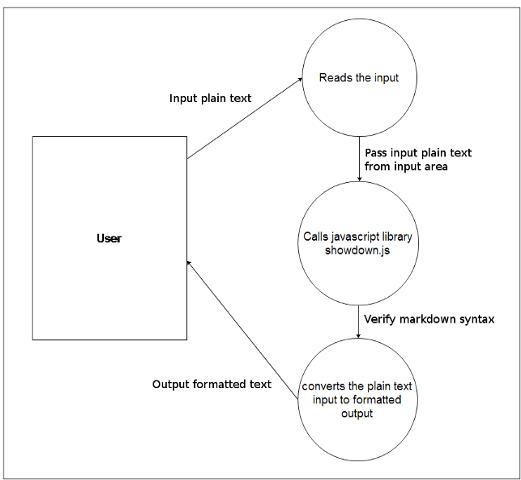 Reads the input
Input plain text
Pass input plain text
from input area
User
Calls javascript library
showdown.js
Verify markdown syntax
Output formatted text
converts the plain text
input to formatted
output